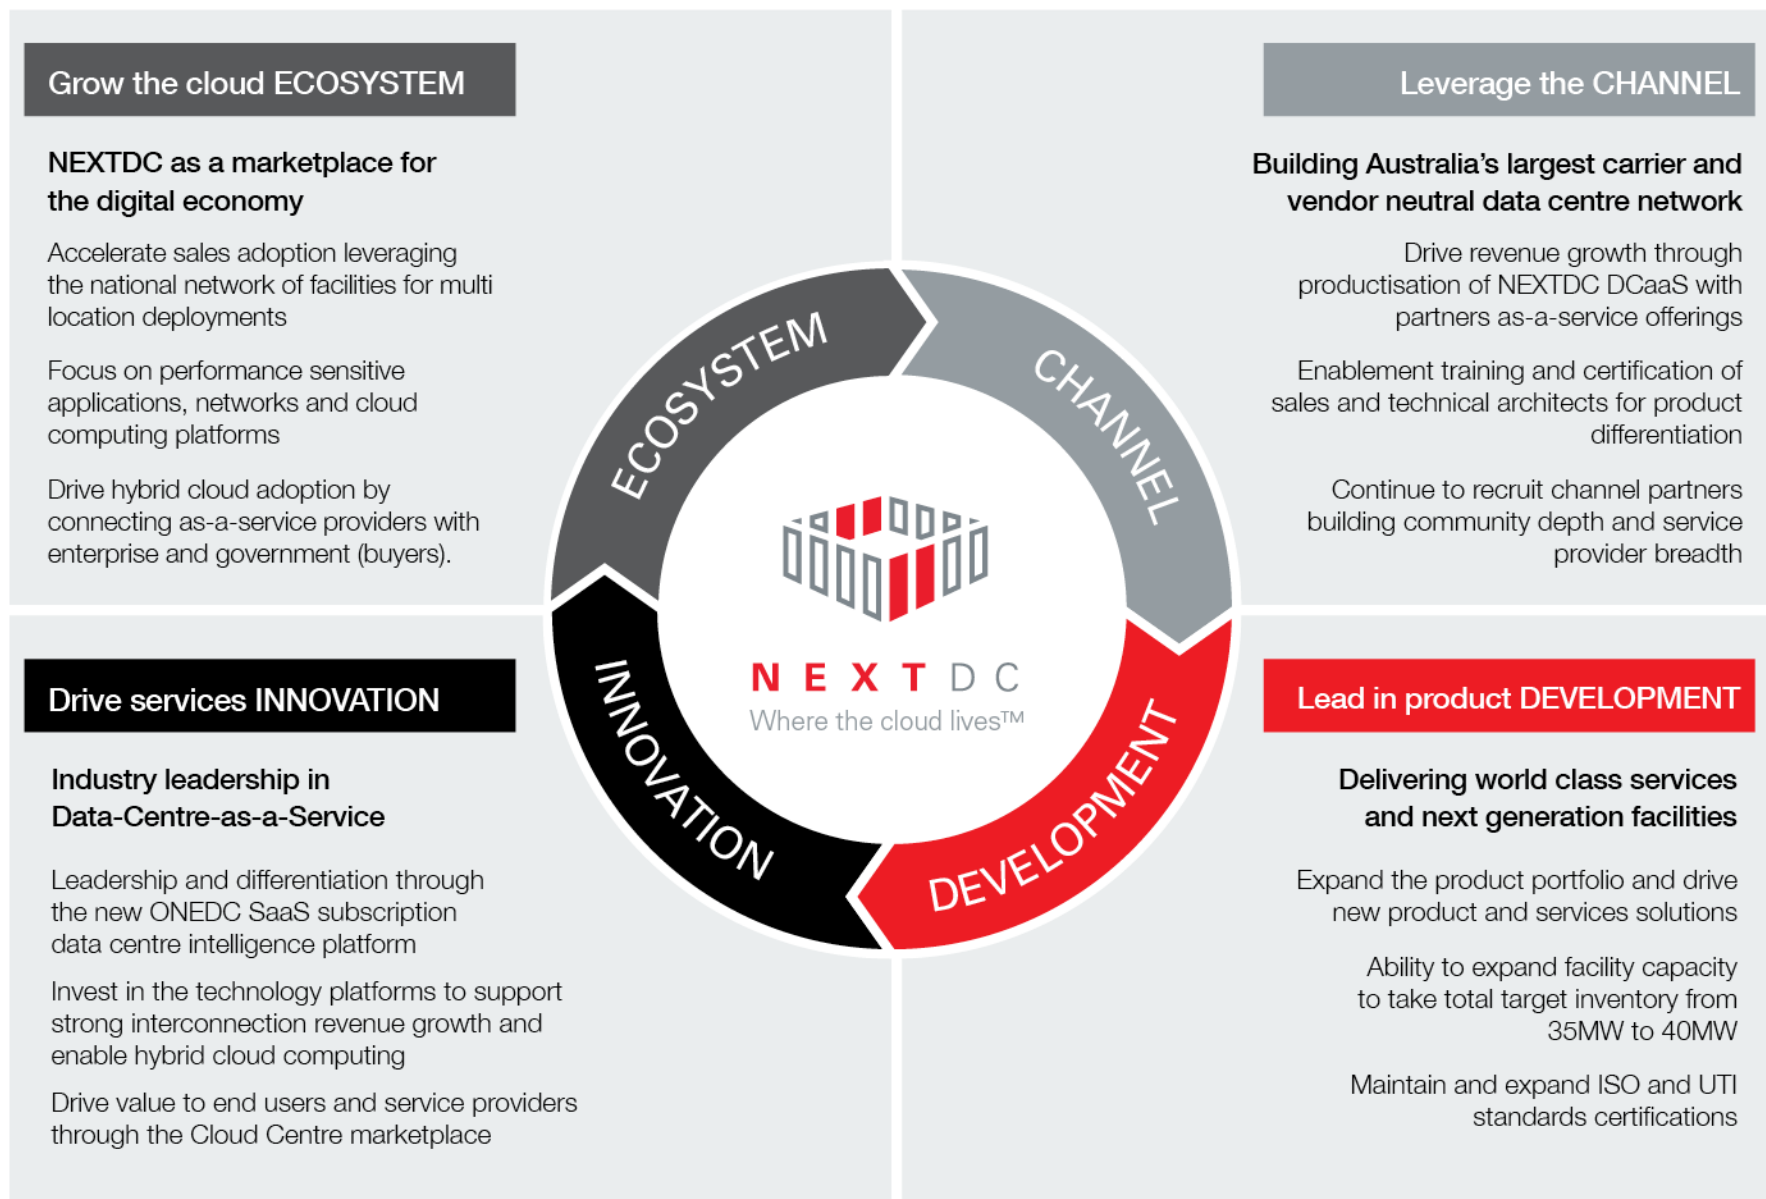 Grow the cloud ECOSYSTEM
NEXTDC as a marketplace for
the digital economy
Accelerate sales adoption leveraging
the national network of facilities for multi
location deployments
Focus on performance sensitive
applications, networks and cloud
computing platforms
Drive hybrid cloud adoption by
connecting as-a-service providers with
enterprise and government (buyers).
Leverage the CHANNEL
Building Australia's largest carrier and
vendor neutral data centre network
Drive revenue growth through
productisation of NEXTDC DCaaS with
partners as-a-service offerings
Enablement training and certification of
sales and technical architects for product
differentiation
Continue to recruit channel partners
building community depth and service
provider breadth
ECOSYSTEM
CHANNEL
NEXTDC
Where the cloud lives™
INNOVATION
DEVELOPMENT
Drive services INNOVATION
Industry leadership in
Data-Centre-as-a-Service
Leadership and differentiation through
the new ONEDC SaaS subscription
data centre intelligence platform
Invest in the technology platforms to support
strong interconnection revenue growth and
enable hybrid cloud computing
Drive value to end users and service providers
through the Cloud Centre marketplace
Lead in product DEVELOPMENT
Delivering world class services
and next generation facilities
Expand the product portfolio and drive
new product and services solutions
Ability to expand facility capacity
to take total target inventory from
35MW to 40MW
Maintain and expand ISO and UTI
standards certifications